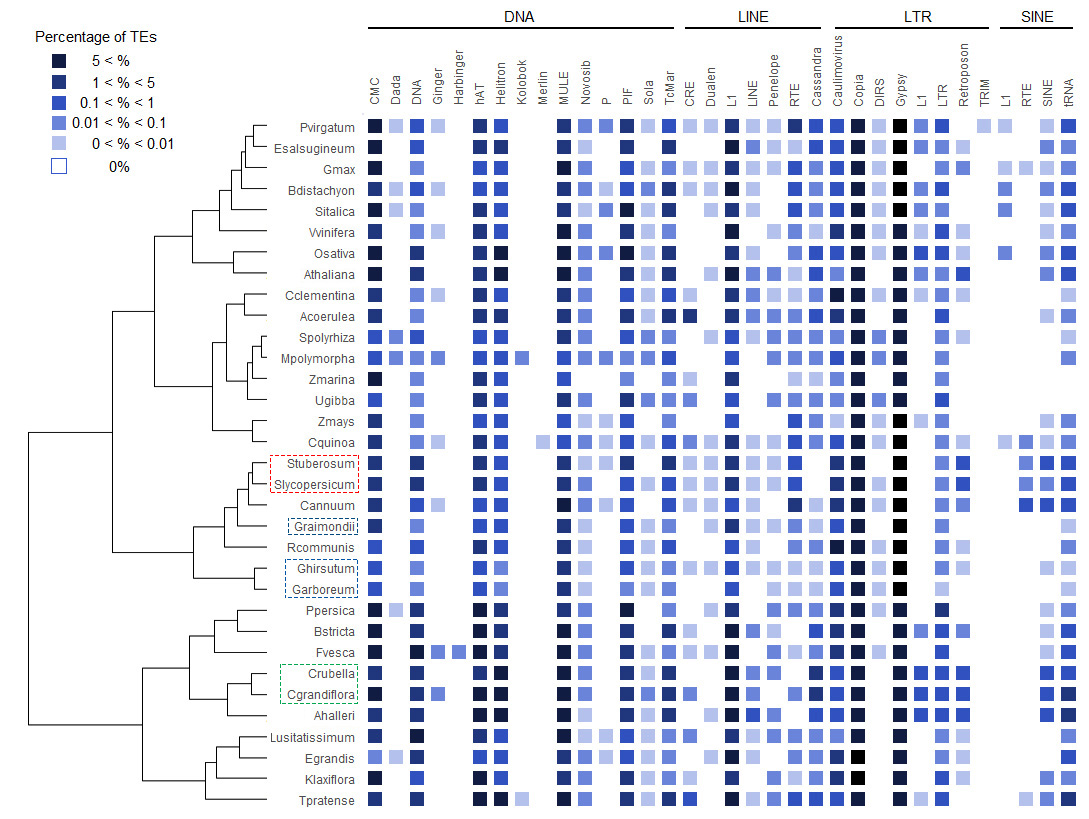 DNA LINE LTR SINE
Percentage of TEs
5 < %
1 < % < 5
0.1 < % < 1
0.01 < % < 0.1
0 < % < 0.01
0%
CMC Dada DNA Ginger Harbinger hAT Helitron Kolobok Merlin MULE Novosib P PIF Sola TcMar CRE Dualen L1 LINE Penelope RTE Cassandra Caulimovirus Copia DIRS Gypsy L1 LTR Retroposon TRIM L1 RTE SINE tRNA
Pvirgatum
Esalsugineum
Gmax
Bdistachyon
Sitalica
Vvinifera
Osativa
Athaliana
Cclementina
Acoerulea
Spolyrhiza
Mpolymorpha
Zmarina
Ugibba
Zmays
Cquinoa
Stuberosum
Slycopersicum
Cannuum
Graimondii
Rcommunis
Ghirsutum
Garboreum
Ppersica
Bstricta
Fvesca
Crubella
Cgrandiflora
Ahalleri
Lusitatissimum
Egrandis
Klaxiflora
Tpratense